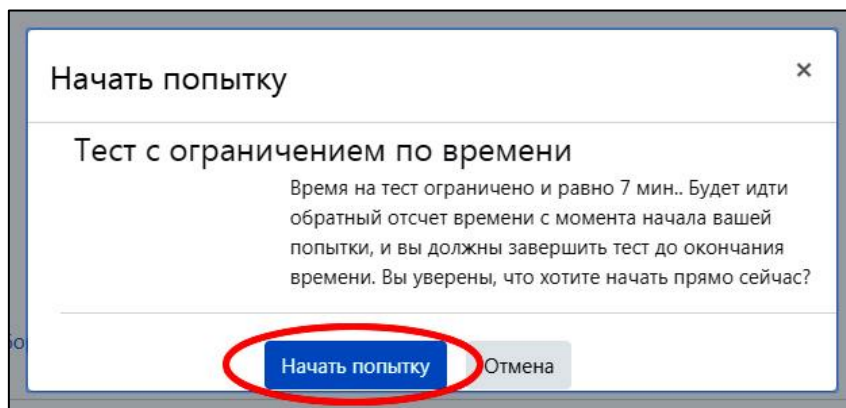 Начать попытку
×
Тест с ограничением по времени
Время на тест ограничено и равно 7 мин.. Будет идти
обратный отсчет времени с момента начала вашей
попытки, и вы должны завершить тест до окончания
времени. Вы уверены, что хотите начать прямо сейчас?
бо
Начать попытку
Отмена